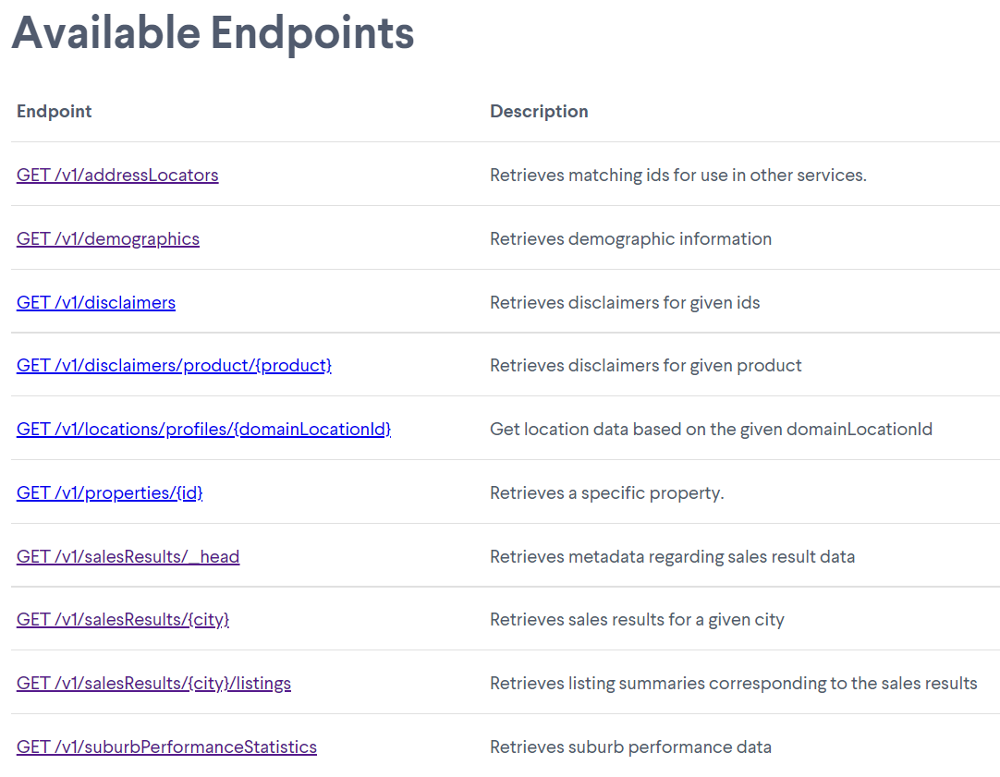 Available Endpoints
Endpoint Description
GET /v1/addressLocators Retrieves matching ids for use in other services.
GET /v1/demographics Retrieves demographic information
GET /v1/disclaimers Retrieves disclaimers for given ids
GET /v1/disclaimers/product/{product} Retrieves disclaimers for given product
GET /v1/locations/profiles/{domainLocationId} Get location data based on the given domainLocationId
GET /v1/properties/{id} Retrieves a specific property.
GET /v1/salesResults/_head Retrieves metadata regarding sales result data
GET /v1/salesResults/{city} Retrieves sales results for a given city
GET /v1/salesResults/{city}/listings Retrieves listing summaries corresponding to the sales results
GET /v1/suburbPerformanceStatistics Retrieves suburb performance data